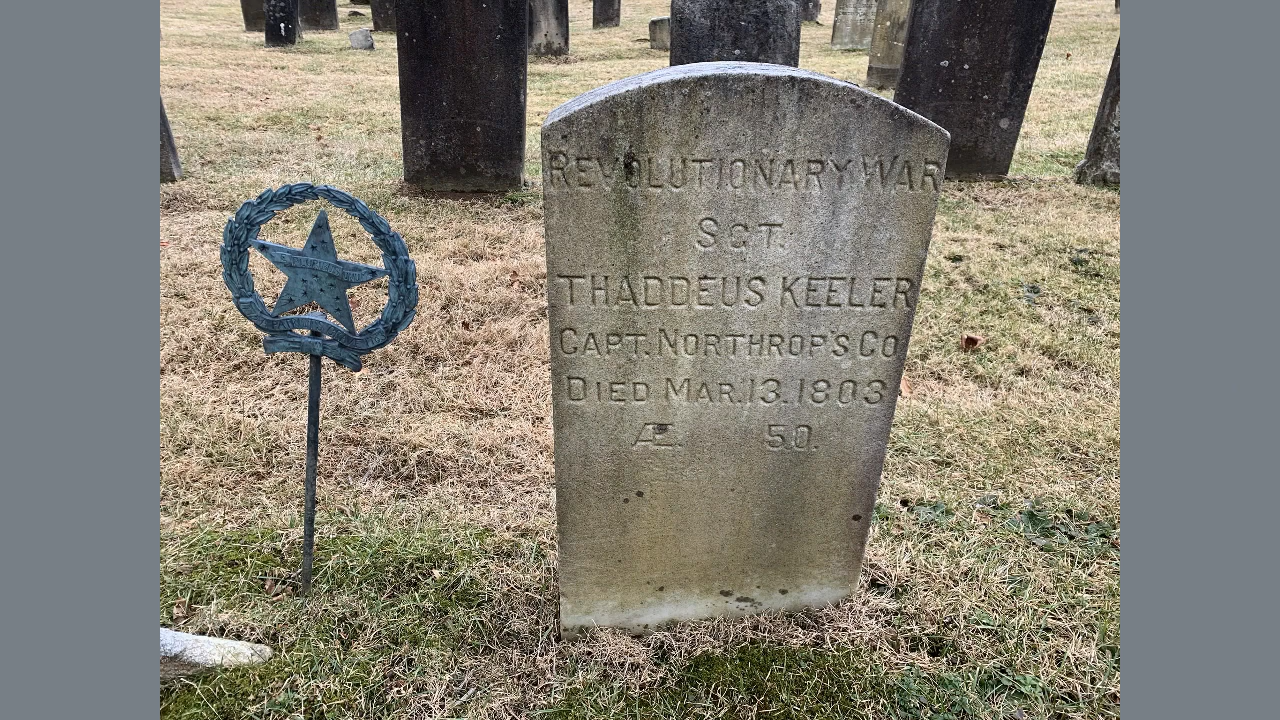 REVOLUTIONARY WAR
SGT.
THADDEUS KEELER
CAPT. NORTHROP'S CO
DIED MAR. 13. 1803
Æ 50.